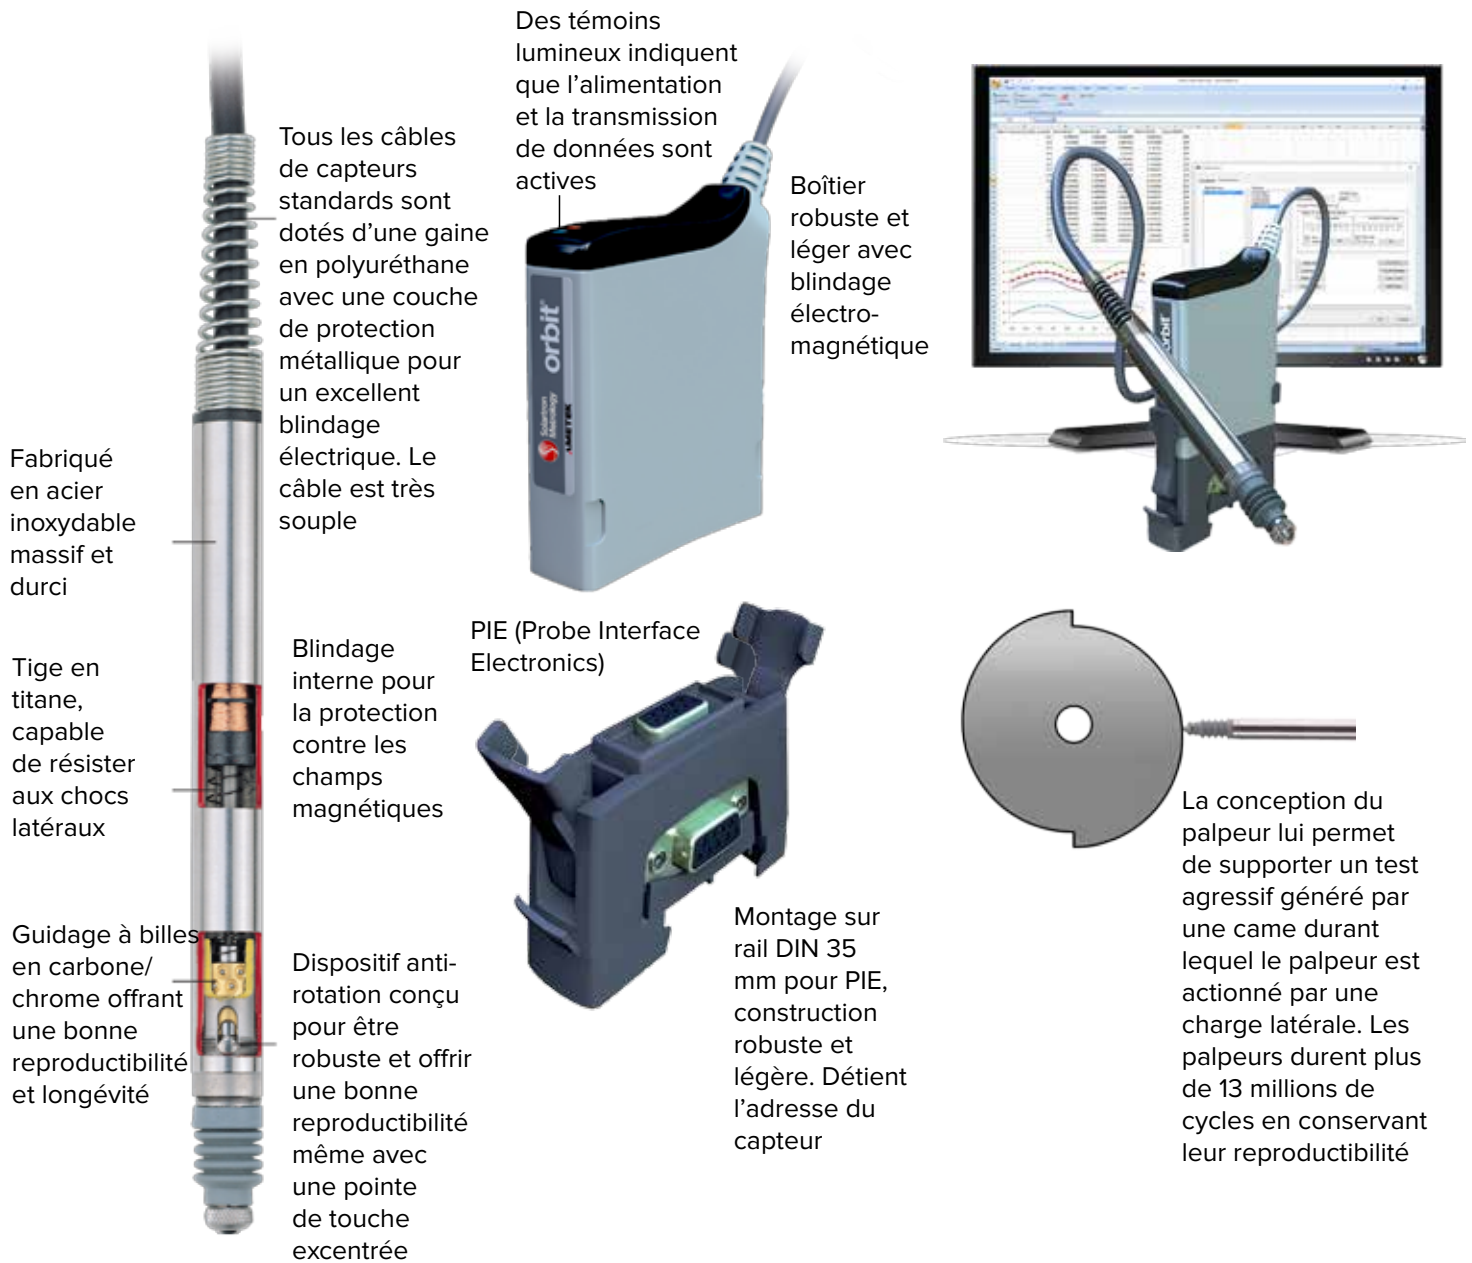 Des témoins
lumineux indiquent
que l’alimentation
et la transmission
de données sont
actives
Tous les câbles
de capteurs
standards sont
dotés d’une gaine
en polyuréthane
avec une couche
de protection
métallique pour
un excellent
blindage
électrique. Le
câble est très
souple
Boîtier
robuste et
léger avec
blindage
électro-
magnétique
orbit
Solartron
Metrology
AMETEK
orbit
Fabriqué
en acier
inoxydable
massif et
durci
Tige en
titane,
capable
de résister
aux chocs
latéraux
Blindage
interne pour
la protection
contre les
champs
magnétiques
PIE (Probe Interface
Electronics)
Guidage à billes
en carbone/
chrome offrant
une bonne
reproductibilité
et longévité
Dispositif anti-
rotation conçu
pour être
robuste et offrir
une bonne
reproductibilité
même avec
une pointe
de touche
excentrée
Montage sur
rail DIN 35
mm pour PIE,
construction
robuste et
légère. Détient
l’adresse du
capteur
La conception du
palpeur lui permet
de supporter un test
agressif généré par
une came durant
lequel le palpeur est
actionné par une
charge latérale. Les
palpeurs durent plus
de 13 millions de
cycles en conservant
leur reproductibilité